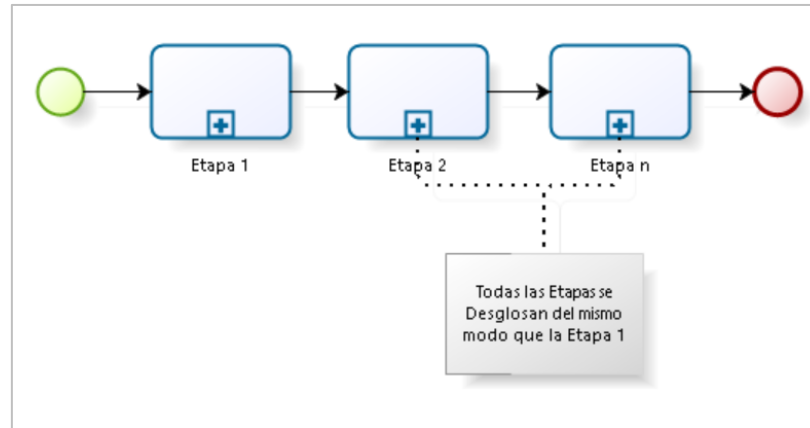 Etapa 1
Etapa 2
Etapa n
Todas las Etapas se
Desglosan del mismo
modo que la Etapa 1